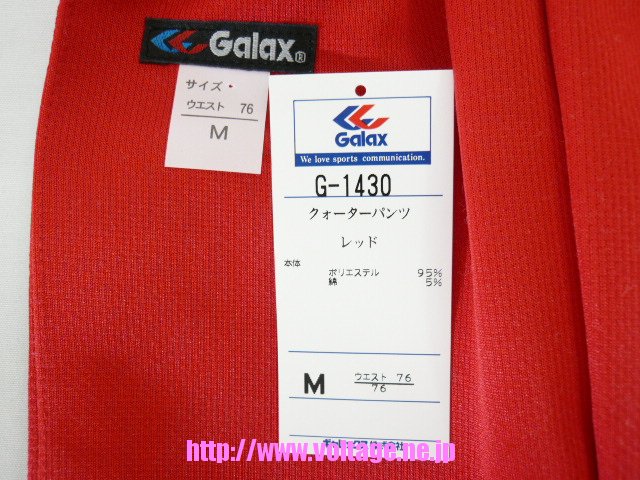 Galax®
サイズ
ウエスト 76
M
Galax
We love sports communication.
G-1430
クォーターパンツ
レッド
本体
ポリエステル 95%
綿 5%
M
ウエスト 76
76
http://www.voltage.ne.jp